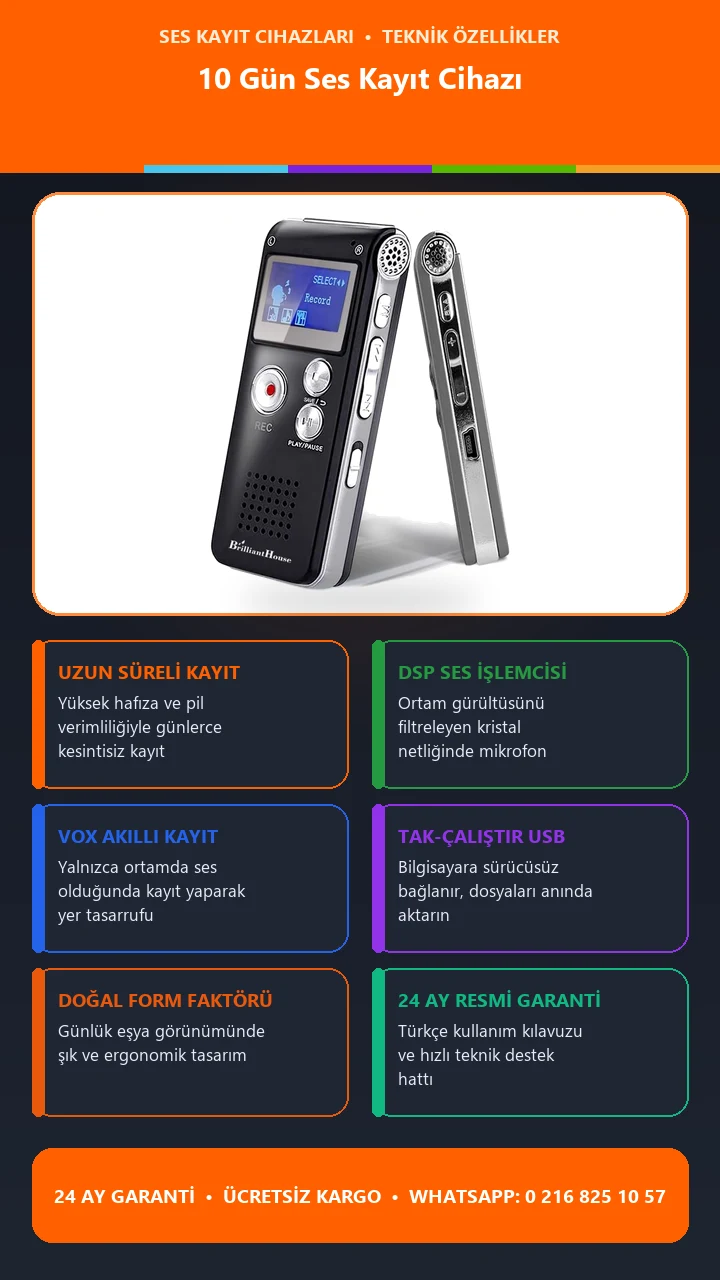 SES KAYIT CIHAZLARI • TEKNİK ÖZELLİKLER
10 Gün Ses Kayıt Cihazı
SELECT
Record
REC
SAVE /
PLAY/PAUSE
BrilliantHouse
M
+
UZUN SÜRELİ KAYIT
Yüksek hafıza ve pil
verimliliğiyle günlerce
kesintisiz kayıt
DSP SES İŞLEMCİSİ
Ortam gürültüsünü
filtreleyen kristal
netliğinde mikrofon
VOX AKILLI KAYIT
Yalnızca ortamda ses
olduğunda kayıt yaparak
yer tasarrufu
TAK-ÇALIŞTIR USB
Bilgisayara sürücüsüz
bağlanır, dosyaları anında
aktarın
DOĞAL FORM FAKTÖRÜ
Günlük eşya görünümünde
şık ve ergonomik tasarım
24 AY RESMİ GARANTİ
Türkçe kullanım kılavuzu
ve hızlı teknik destek
hattı
24 AY GARANTİ • ÜCRETSİZ KARGO • WHATSAPP: 0 216 825 10 57